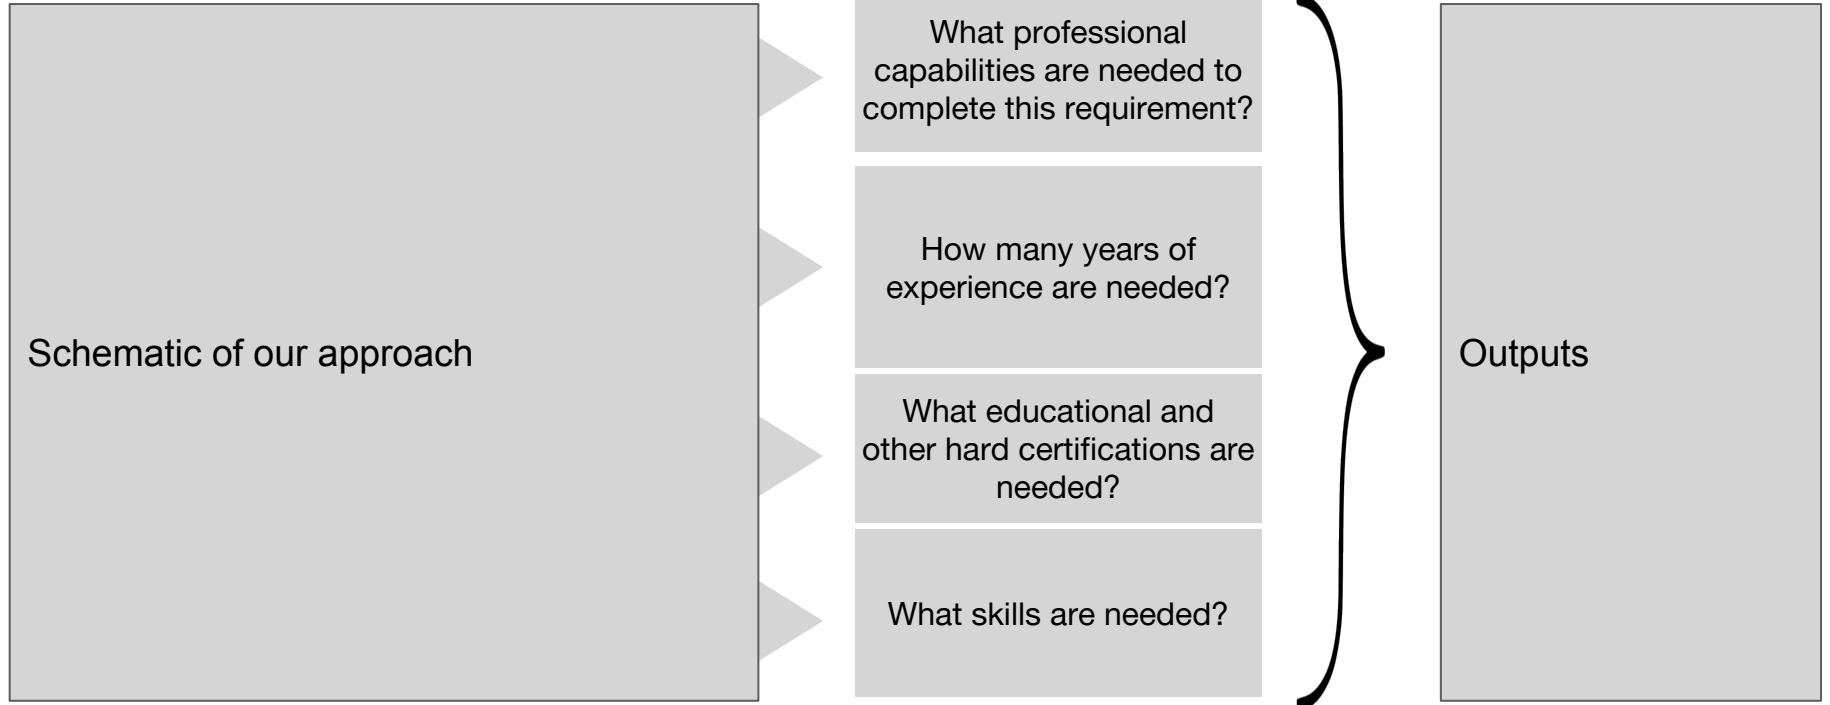 Schematic of our approach
What professional
capabilities are needed to
complete this requirement?
How many years of
experience are needed?
What educational and
other hard certifications are
needed?
What skills are needed?
Outputs